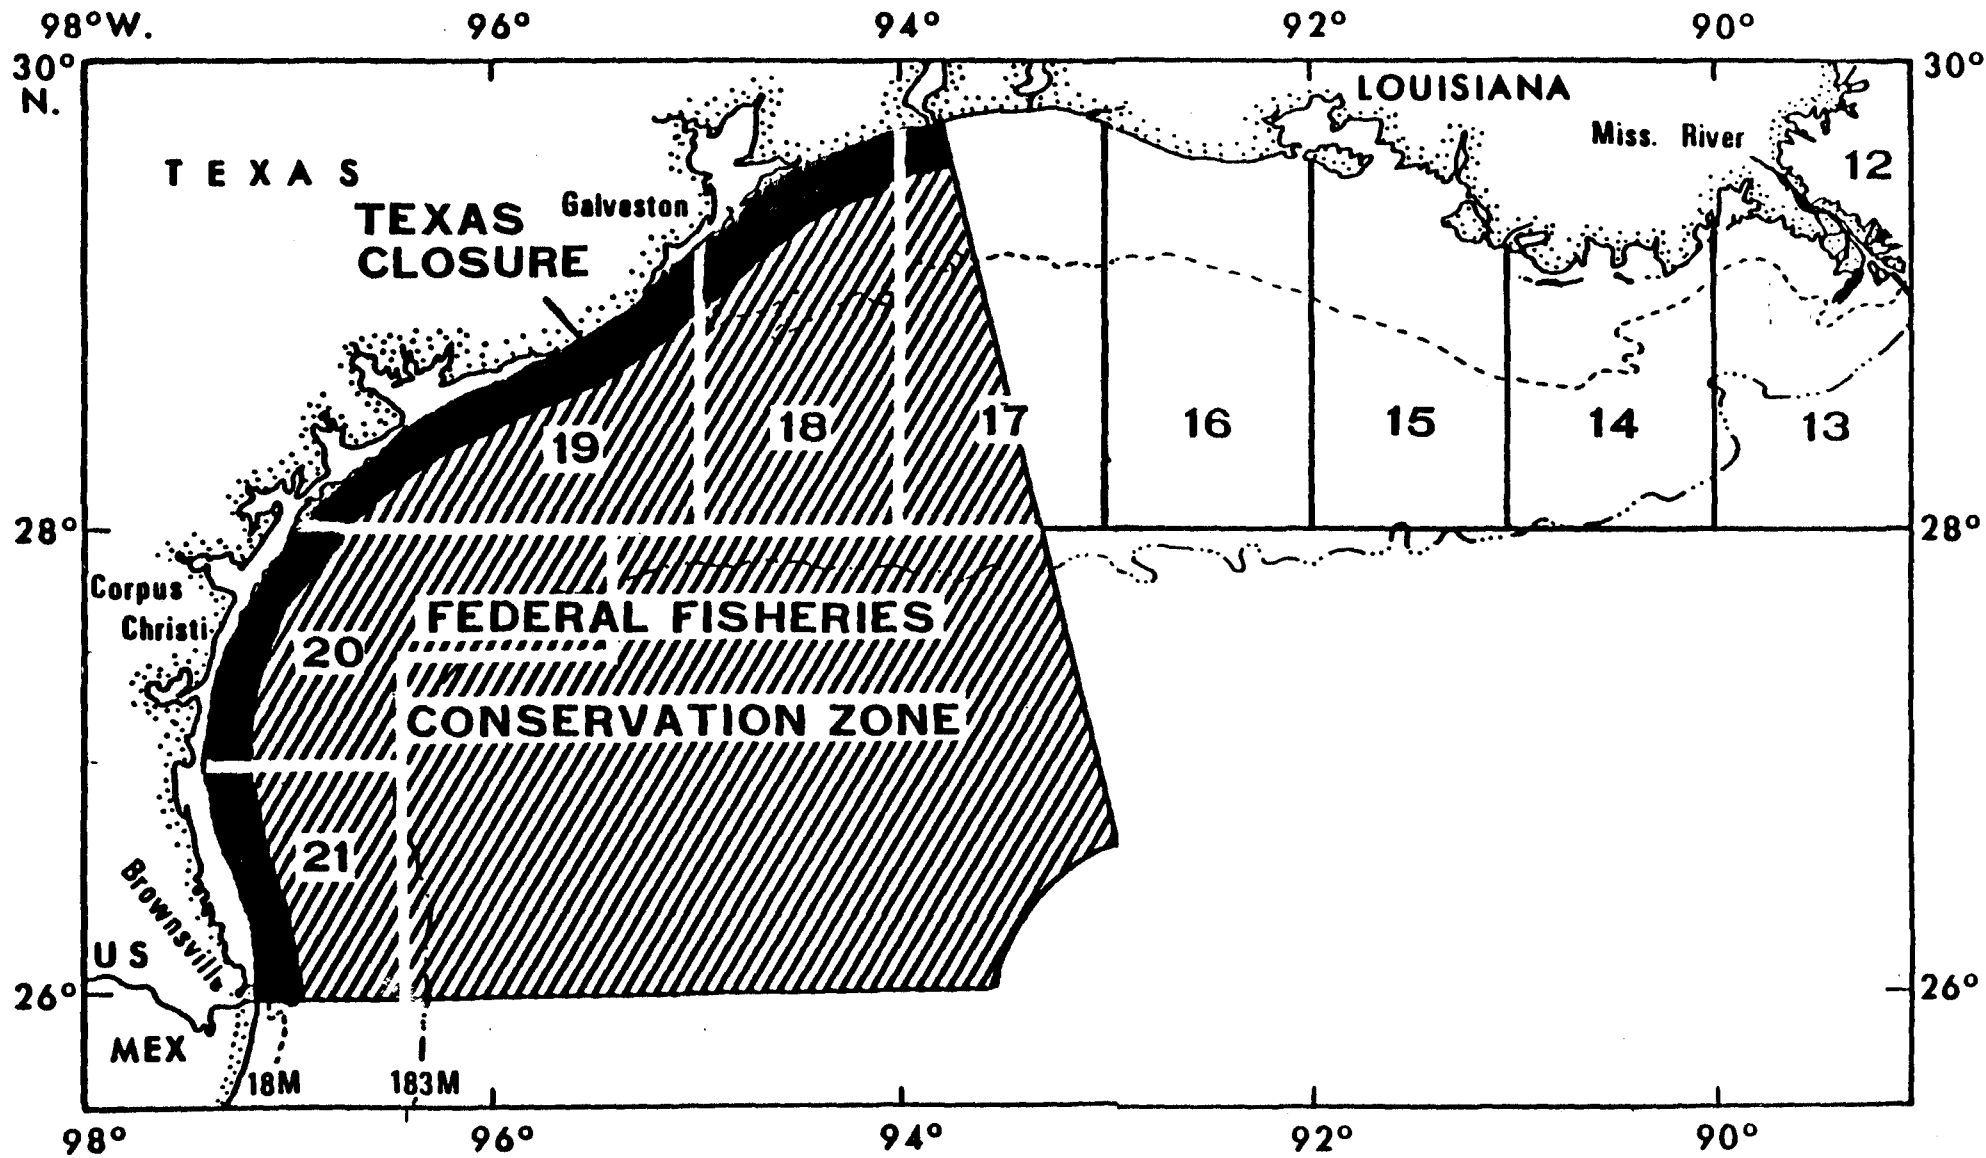 98°W. 96° 94° 92° 90°
30° 30°
N.
LOUISIANA
Miss. River
12
TEXAS
TEXAS
CLOSURE
Galveston
19 18 17 16 15 14 13
28° 28°
Corpus
Christi
FEDERAL FISHERIES
20
CONSERVATION ZONE
21
Brownsville
US
26° 26°
MEX
18M 183M
98° 96° 94° 92° 90°